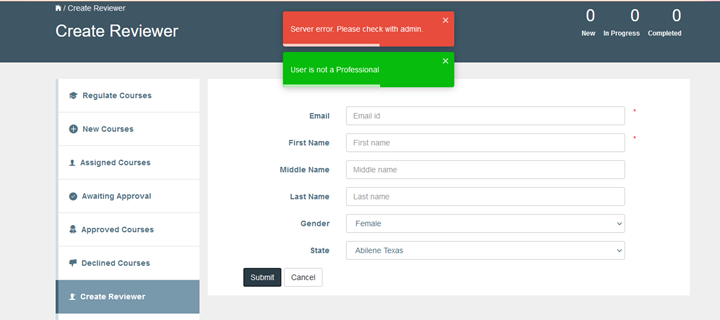 / Create Reviewer
Create Reviewer
Server error. Please check with admin.
×
User is not a Professional
×
0 0 0
New In Progress Completed
Regulate Courses
New Courses
Assigned Courses
Awaiting Approval
Approved Courses
Declined Courses
Create Reviewer
Email Email id *
First Name First name *
Middle Name Middle name
Last Name Last name
Gender Female
State Abilene Texas
Submit Cancel